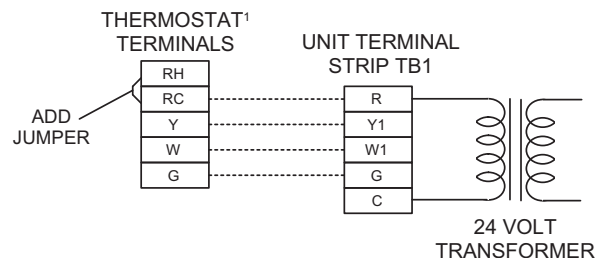 THERMOSTAT¹
TERMINALS
UNIT TERMINAL
STRIP TB1
RH
RC
Y
W
G
ADD
JUMPER
R
Y1
W1
G
C
24 VOLT
TRANSFORMER